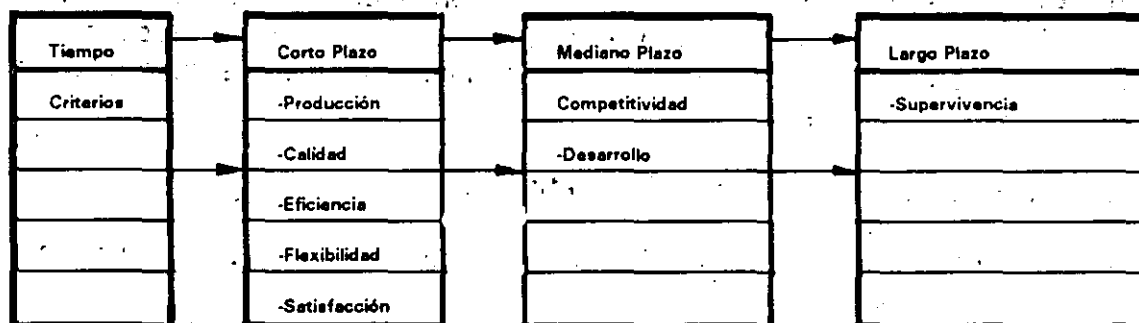 Tiempo Corto Plazo Mediano Plazo Largo Plazo
Criterios -Producción Competitividad -Supervivencia
-Calidad -Desarrollo
-Eficiencia
-Flexibilidad
-Satisfacción